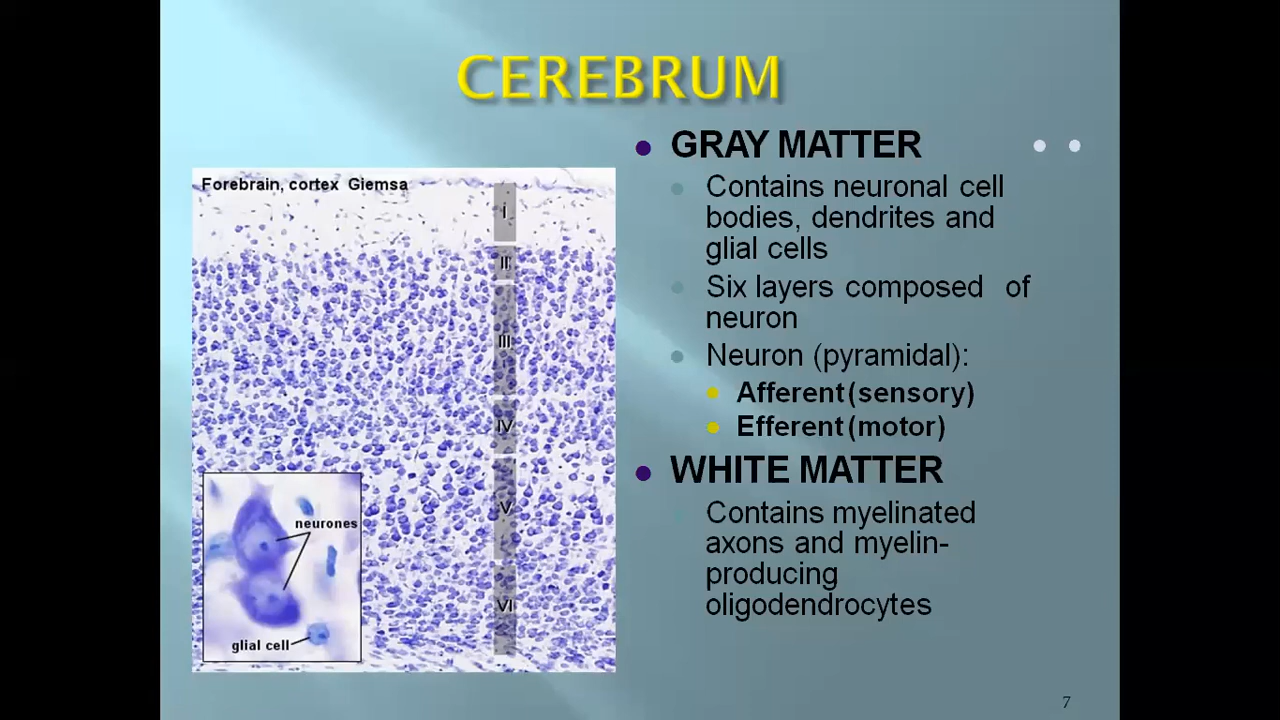 CEREBRUM
Forebrain, cortex Giemsa
I
II
III
IV
V
VI
neurones
glial cell
GRAY MATTER
Contains neuronal cell
bodies, dendrites and
glial cells
Six layers composed of
neuron
Neuron (pyramidal):
Afferent (sensory)
Efferent (motor)
WHITE MATTER
Contains myelinated
axons and myelin-
producing
oligodendrocytes
7